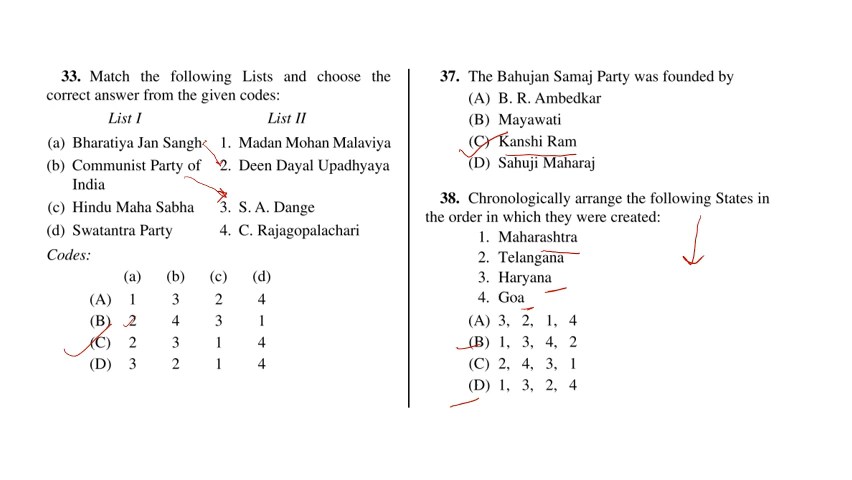 33. Match the following Lists and choose the
correct answer from the given codes:
List I List II
(a) Bharatiya Jan Sangh 1. Madan Mohan Malaviya
(b) Communist Party of 2. Deen Dayal Upadhyaya
India
(c) Hindu Maha Sabha 3. S. A. Dange
(d) Swatantra Party 4. C. Rajagopalachari
Codes:
(a) (b) (c) (d)
(A) 1 3 2 4
(B) 2 4 3 1
(C) 2 3 1 4
(D) 3 2 1 4
37. The Bahujan Samaj Party was founded by
(A) B. R. Ambedkar
(B) Mayawati
(C) Kanshi Ram
(D) Sahuji Maharaj
38. Chronologically arrange the following States in
the order in which they were created:
1. Maharashtra
2. Telangana
3. Haryana
4. Goa
(A) 3, 2, 1, 4
(B) 1, 3, 4, 2
(C) 2, 4, 3, 1
(D) 1, 3, 2, 4